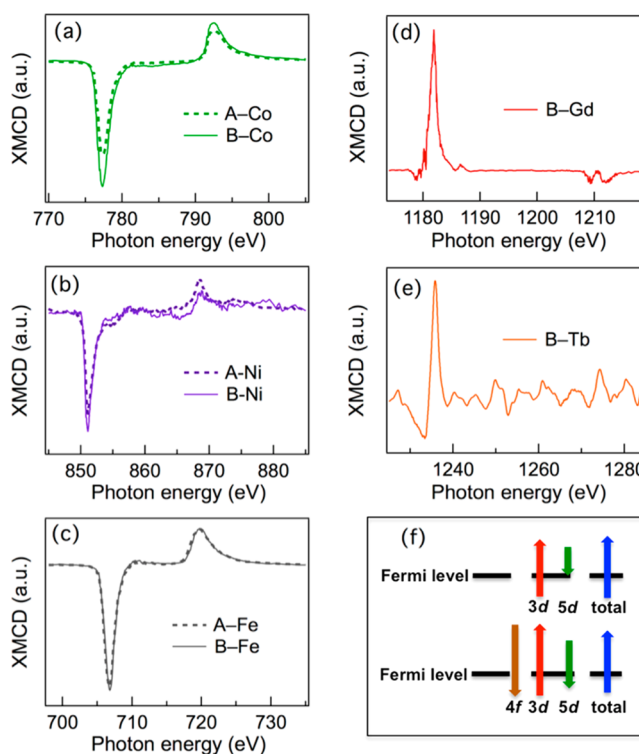 (a)
XMCD (a.u.)
A–Co
B–Co
770 780 790 800
Photon energy (eV)
(b)
XMCD (a.u.)
A-Ni
B-Ni
850 860 870 880
Photon energy (eV)
(c)
XMCD (a.u.)
A–Fe
B–Fe
700 710 720 730
Photon energy (eV)
(d)
XMCD (a.u.)
B–Gd
1180 1190 1200 1210
Photon energy (eV)
(e)
XMCD (a.u.)
B–Tb
1240 1260 1280
Photon energy (eV)
(f)
Fermi level
3d 5d total
Fermi level
4f 3d 5d total